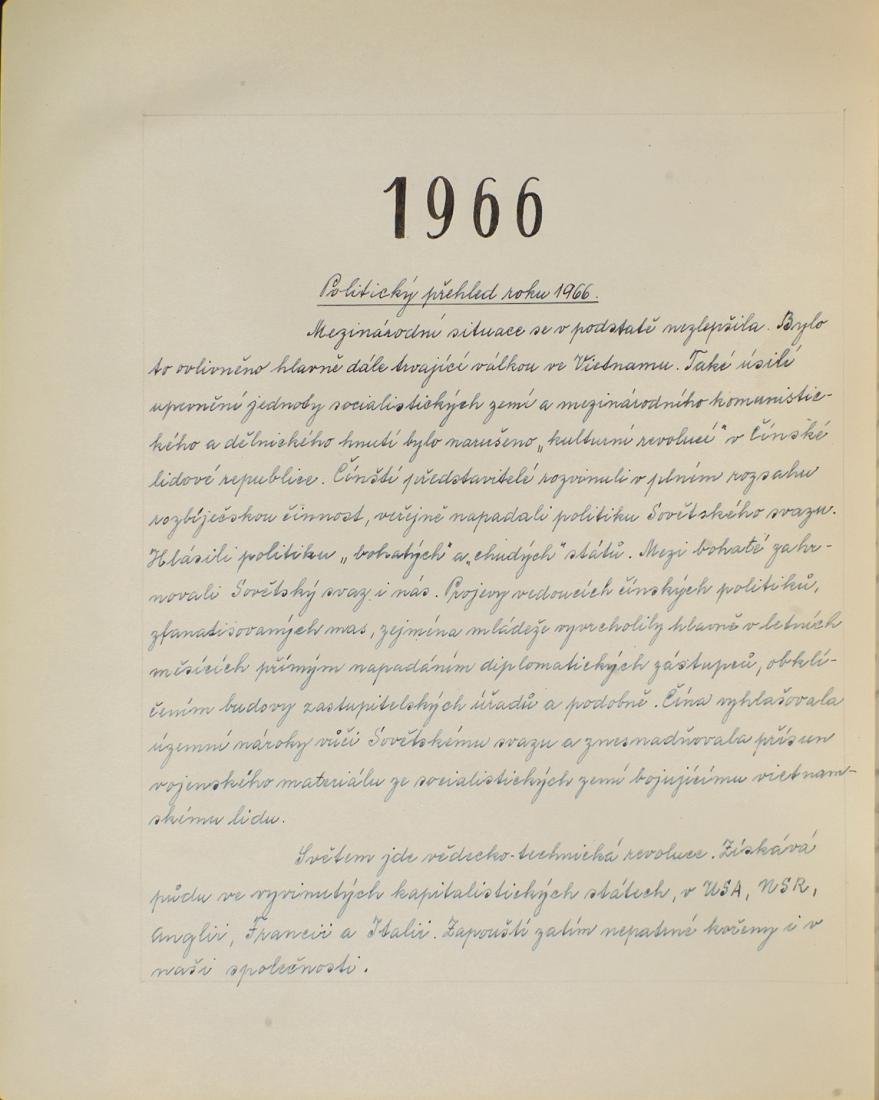 1966
Politický přehled roku 1966.
Mezinárodní situace se v podstatě nezlepšila. Bylo
to ovlivněno hlavně dále trvající válkou ve Vietnamu. Také úsilí
upevnění jednoty socialistických zemí a mezinárodního komunistic-
kého a dělnického hnutí bylo narušeno „kulturní revolucí" v Čínské
lidové republice. Čínští představitelé rozvinuli v plném rozsahu
rozbíječskou činnost, veřejně napadali politiku Sovětského svazu.
Hlásili politiku „bohatých" a „chudých" států. Mezi bohaté zahr-
novali Sovětský svaz i nás. Projevy vedoucích čínských politiků,
zfanatisovaných mas, zejména mládeže vyvrcholily hlavně v letních
měsících přímým napadáním diplomatických zástupců, obklí-
čením budovy zastupitelských úřadů a podobně. Čína vyhlašovala
územní nároky vůči Sovětskému svazu a znesnadňovala přísun
vojenského materiálu ze socialistických zemí bojujícímu vietnam-
skému lidu.
Světem jde vědecko-technická revoluce. Získává
půdu ve vyvinutých kapitalistických státech, v USA, NSR,
Anglii, Francii a Italii. Zapouští zatím nepatrné kořeny i v
naší společnosti.